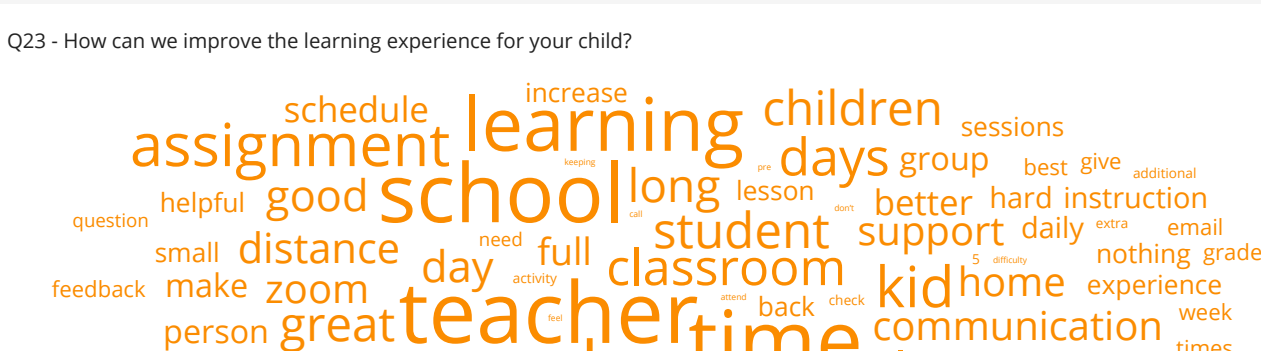 Q23 - How can we improve the learning experience for your child?
increase
schedule learning children
assignment sessions
keeping pre days group best give additional
school long lesson
helpful good call don't better hard instruction
question student support daily extra email
small distance need full nothing grade
day activity classroom 5 difficulty
feedback make zoom kid home experience
teacher attend back check
person great feel time communication week
times